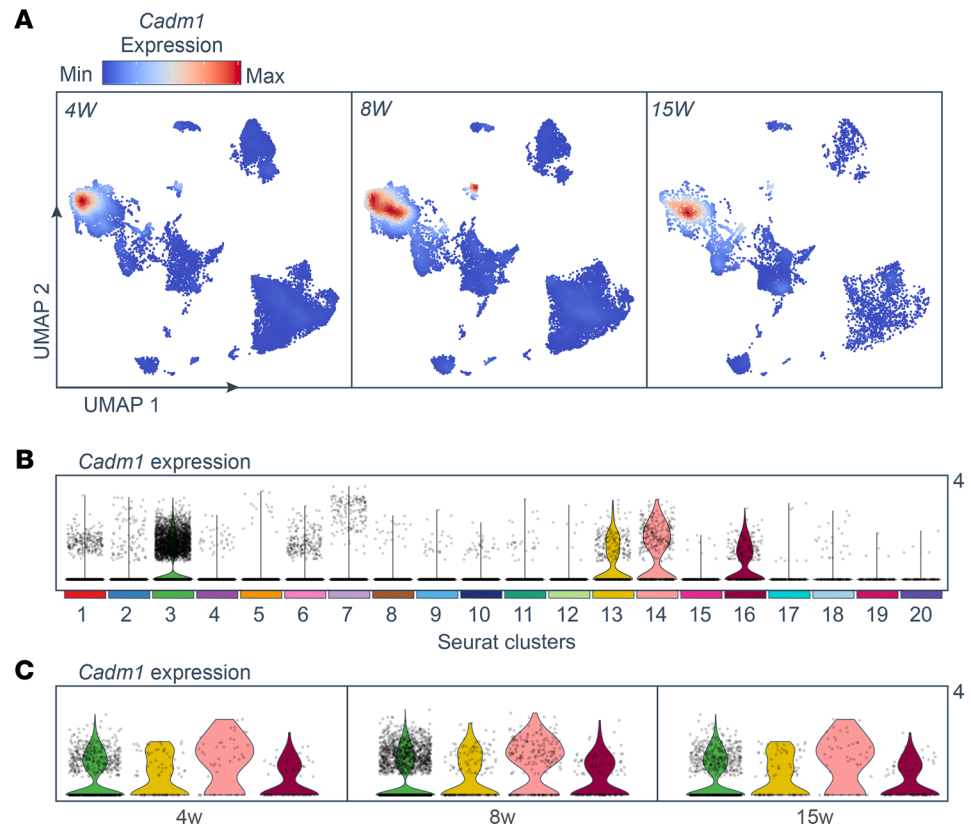 A
Cadm1
Expression
Min Max
4W 8W 15W
UMAP 2
UMAP 1
B
Cadm1 expression
4
1 2 3 4 5 6 7 8 9 10 11 12 13 14 15 16 17 18 19 20
Seurat clusters
C
Cadm1 expression
4
4w 8w 15w